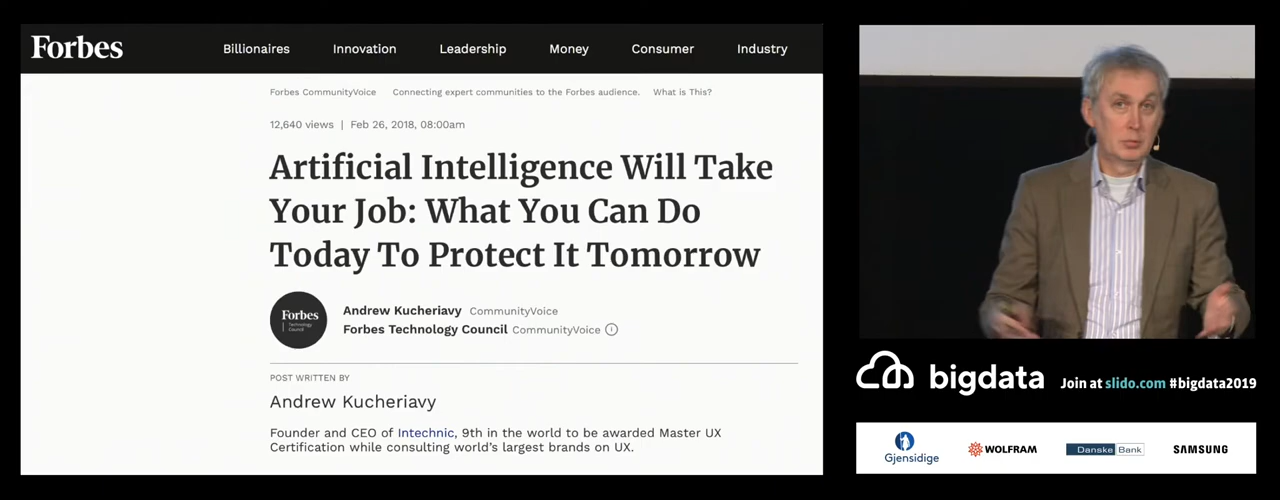 Forbes
Billionaires Innovation Leadership Money Consumer Industry
Forbes CommunityVoice Connecting expert communities to the Forbes audience. What is This?
12,640 views | Feb 26, 2018, 08:00am
Artificial Intelligence Will Take
Your Job: What You Can Do
Today To Protect It Tomorrow
Forbes
Technology
Council
Andrew Kucheriavy CommunityVoice
Forbes Technology Council CommunityVoice
POST WRITTEN BY
Andrew Kucheriavy
Founder and CEO of Intechnic, 9th in the world to be awarded Master UX
Certification while consulting world's largest brands on UX.
bigdata
Join at slido.com #bigdata2019
Gjensidige
WOLFRAM
Danske Bank
SAMSUNG